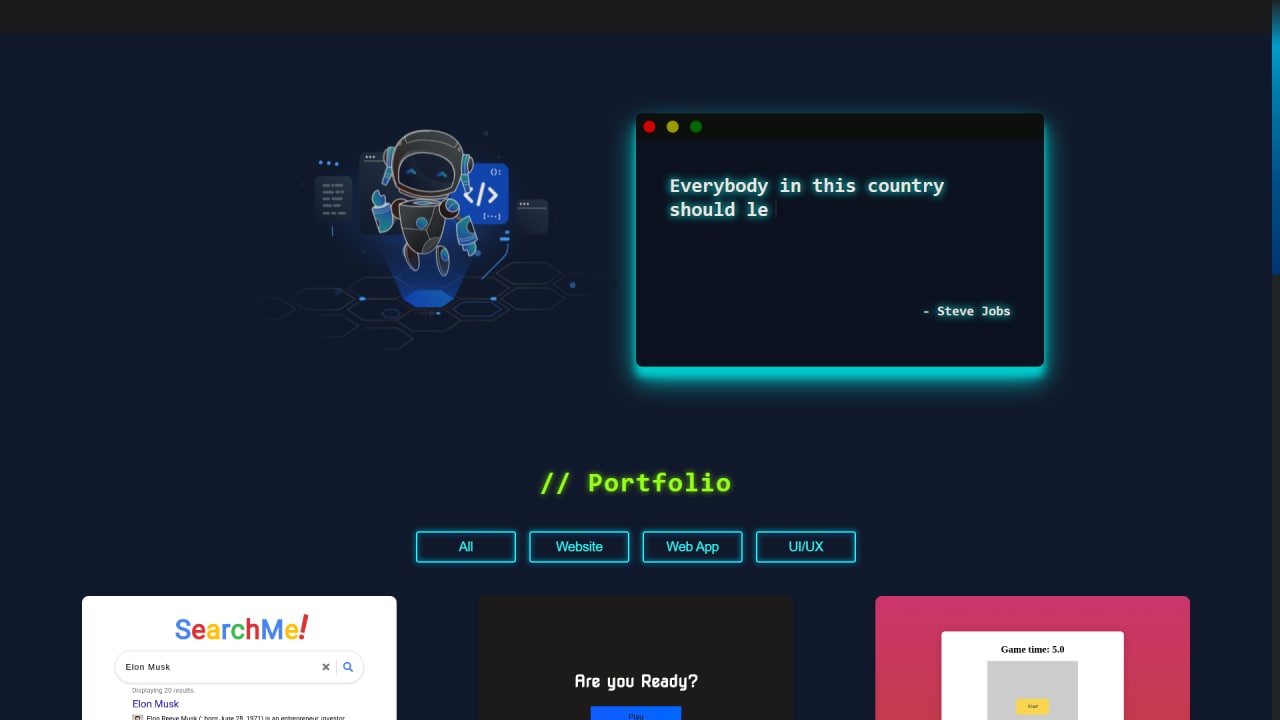 {};
</>
[...]
Everybody in this country
should le
- Steve Jobs
// Portfolio
All
Website
Web App
UI/UX
SearchMe!
Elon Musk
Displaying 20 results.
Elon Musk
Elon Reeve Musk (; born June 28, 1971) is an entrepreneur, investor,
Are you Ready?
Play
Game time: 5.0
Start